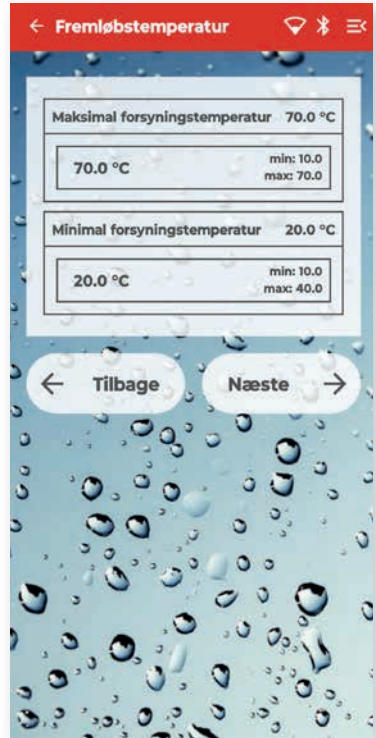 Fremløbstemperatur
Maksimal forsyningstemperatur 70.0 °C
70.0 °C
min: 10.0
max: 70.0
Minimal forsyningstemperatur 20.0 °C
20.0 °C
min: 10.0
max: 40.0
Tilbage
Næste